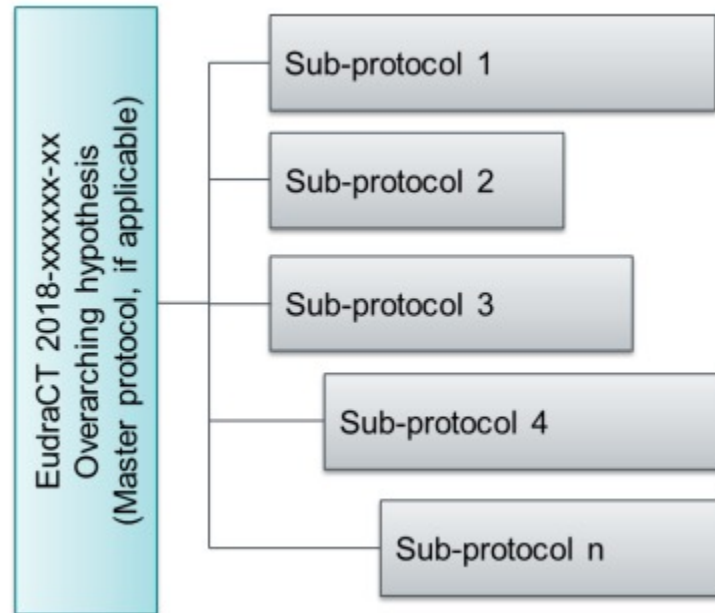 EudraCT 2018-xxxxxx-xx
Overarching hypothesis
(Master protocol, if applicable)
Sub-protocol 1
Sub-protocol 2
Sub-protocol 3
Sub-protocol 4
Sub-protocol n